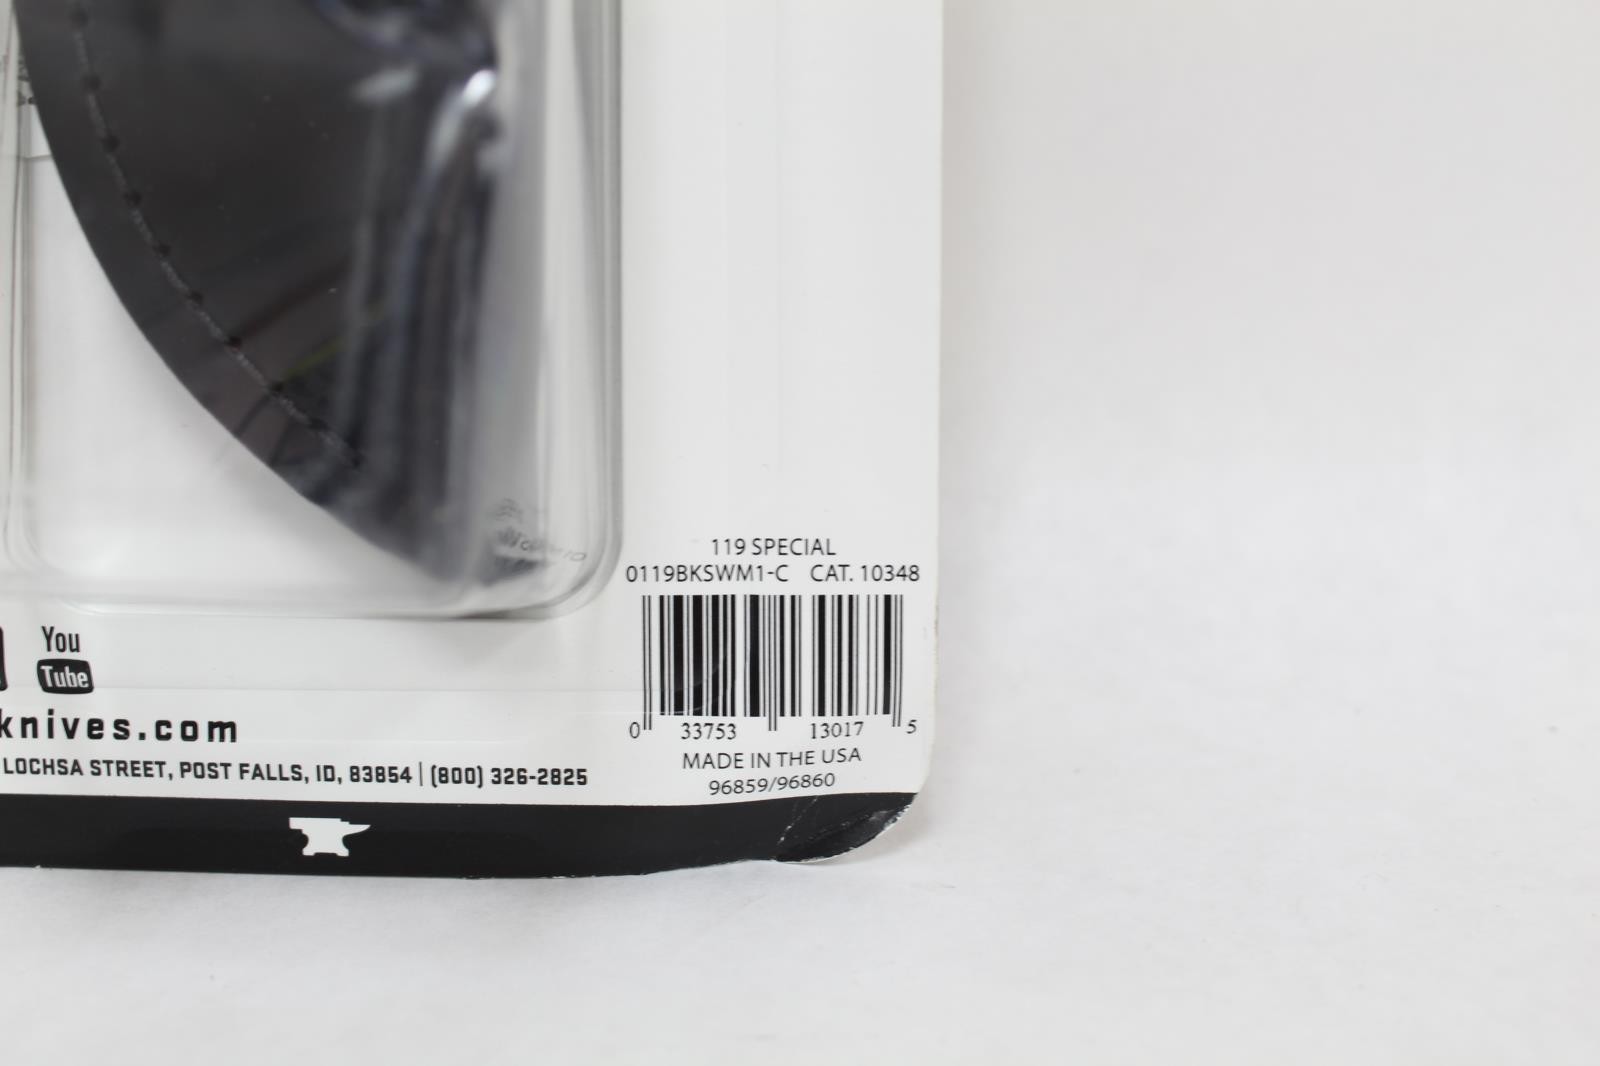 119 SPECIAL
0119BKSWM1-C CAT. 10348
0 33753 13017 5
MADE IN THE USA
96859/96860
You
Tube
knives.com
LOCHSA STREET, POST FALLS, ID, 83854 | (800) 326-2825